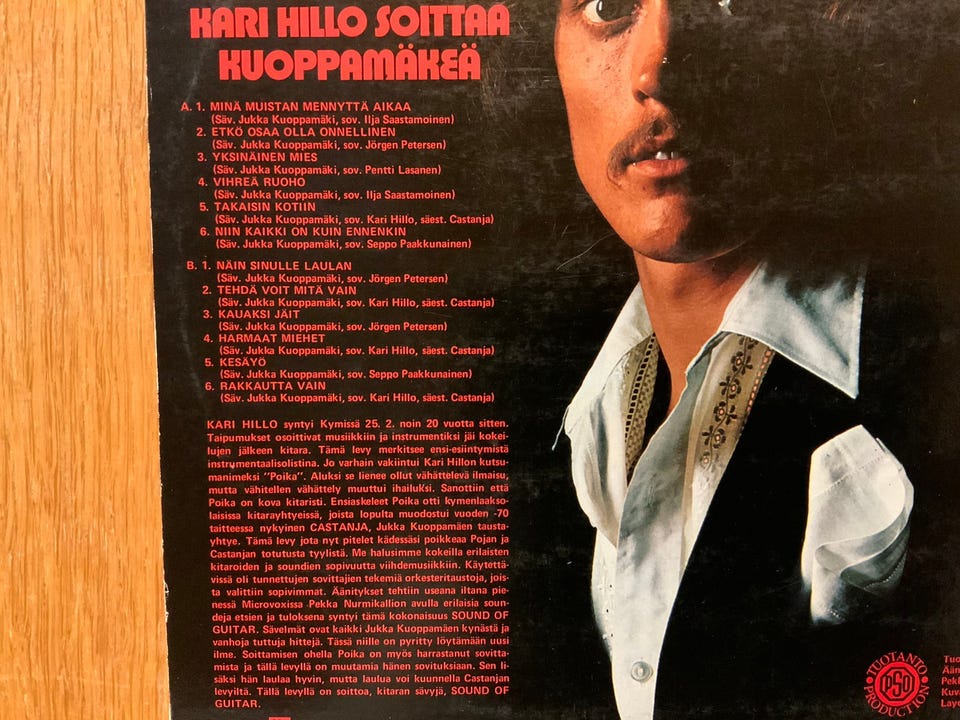 KARI HILLO SOITTAA
KUOPPAMÄKEÄ
A. 1. MINÄ MUISTAN MENNYTTÄ AIKAA
(Säv. Jukka Kuoppamäki, sov. Ilja Saastamoinen)
2. ETKÖ OSAA OLLA ONNELLINEN
(Säv. Jukka Kuoppamäki, sov. Jörgen Petersen)
3. YKSINÄINEN MIES
(Säv. Jukka Kuoppamäki, sov. Pentti Lasanen)
4. VIHREÄ RUOHO
(Säv. Jukka Kuoppamäki, sov. Ilja Saastamoinen)
5. TAKAISIN KOTIIN
(Säv. Jukka Kuoppamäki, sov. Kari Hillo, säest. Castanja)
6. NIIN KAIKKI ON KUIN ENNENKIN
(Säv. Jukka Kuoppamäki, sov. Seppo Paakkunainen)
B. 1. NÄIN SINULLE LAULAN
(Säv. Jukka Kuoppamäki, sov. Jörgen Petersen)
2. TEHDÄ VOIT MITÄ VAIN
(Säv. Jukka Kuoppamäki, sov. Kari Hillo, säest. Castanja)
3. KAUAKSI JÄIT
(Säv. Jukka Kuoppamäki, sov. Jörgen Petersen)
4. HARMAAT MIEHET
(Säv. Jukka Kuoppamäki, sov. Kari Hillo, säest. Castanja)
5. KESÄYÖ
(Säv. Jukka Kuoppamäki, sov. Seppo Paakkunainen)
6. RAKKAUTTA VAIN
(Säv. Jukka Kuoppamäki, sov. Kari Hillo, säest. Castanja)
KARI HILLO syntyi Kymissä 25. 2. noin 20 vuotta sitten.
Taipumukset osoittivat musiikkiin ja instrumentiksi jäi kokei-
lujen jälkeen kitara. Tämä levy merkitsee ensi-esiintymistä
instrumentaalisolistina. Jo varhain vakiintui Kari Hillon kutsu-
manimeksi "Poika". Aluksi se lienee ollut vähättelevä ilmaisu,
mutta vähitellen vähättely muuttui ihailuksi. Sanottiin että
Poika on kova kitaristi. Ensiaskeleet Poika otti kymenlaakso-
laisissa kitarayhtyeissä, joista lopulta muodostui vuoden -70
taitteessa nykyinen CASTANJA, Jukka Kuoppamäen tausta-
yhtye. Tämä levy jota nyt pitelet kädessäsi poikkeaa Pojan ja
Castanjan totutusta tyylistä. Me halusimme kokeilla erilaisten
kitaroiden ja soundien sopivuutta viihdemusiikkiin. Käytettä-
vissä oli tunnettujen sovittajien tekemiä orkesteritaustoja, jois-
ta valittiin sopivimmat. Äänitykset tehtiin useana iltana pie-
nessä Microvoxissa Pekka Nurmikallion avulla erilaisia soun-
deja etsien ja tuloksena syntyi tämä kokonaisuus SOUND OF
GUITAR. Sävelmät ovat kaikki Jukka Kuoppamäen kynästä ja
vanhoja tuttuja hittejä. Tässä niille on pyritty löytämään uusi
ilme. Soittamisen ohella Poika on myös harrastanut sovitta-
mista ja tällä levyllä on muutamia hänen sovituksiaan. Sen li-
säksi hän laulaa hyvin, mutta laulua voi kuunnella Castanjan
levyiltä. Tällä levyllä on soittoa, kitaran sävyjä, SOUND OF
GUITAR.
TUOTANTO
PSO
PRODUCTION
Tuo
Ään
Pek
Kuv
Layo